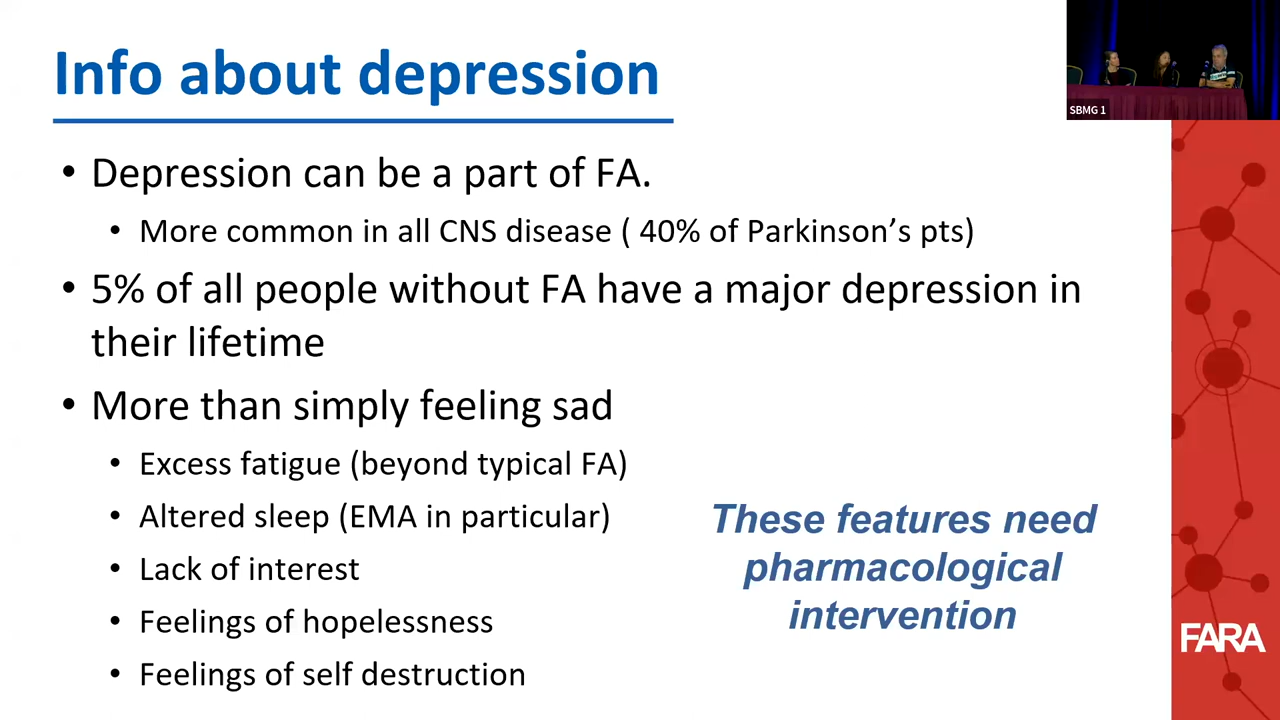 Info about depression
SBMG 1
• Depression can be a part of FA.
• More common in all CNS disease ( 40% of Parkinson's pts)
• 5% of all people without FA have a major depression in
their lifetime
• More than simply feeling sad
• Excess fatigue (beyond typical FA)
• Altered sleep (EMA in particular)
• Lack of interest
• Feelings of hopelessness
• Feelings of self destruction
These features need
pharmacological
intervention
FARA